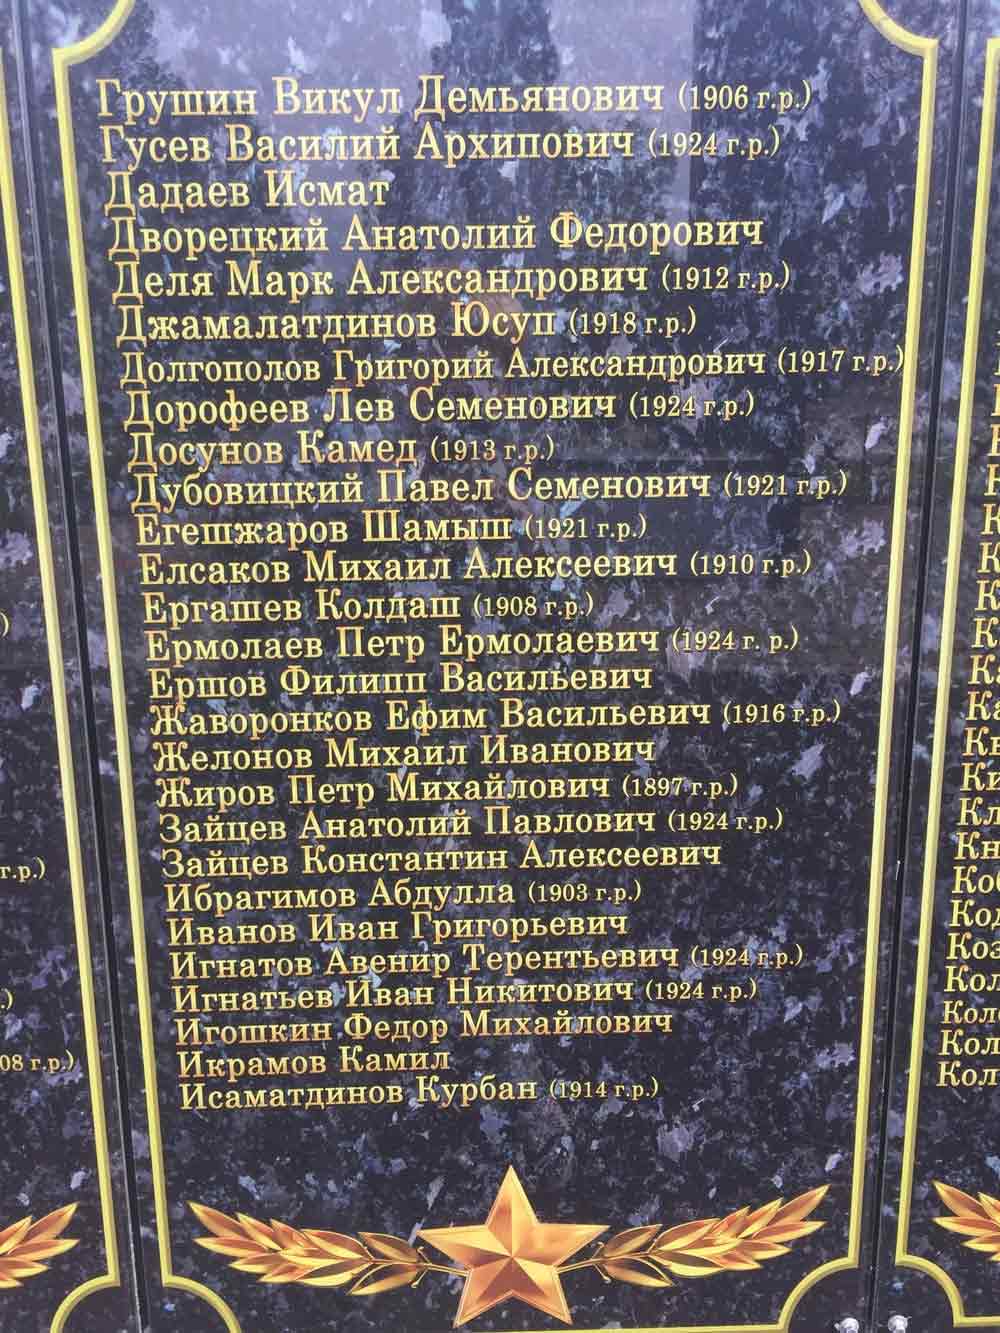 Грушин Викул Демьянович (1906 г.р.)
Гусев Василий Архипович (1924 г.р.)
Дадаев Исмат
Дворецкий Анатолий Федорович
Деля Марк Александрович (1912 г.р.)
Джамалатдинов Юсуп (1918 г.р.)
Долгополов Григорий Александрович (1917 г.р.)
Дорофеев Лев Семенович (1924 г.р.)
Досунов Камед (1913 г.р.)
Дубовицкий Павел Семенович (1921 г.р.)
Егешжаров Шамыш (1921 г.р.)
Елсаков Михаил Алексеевич (1910 г.р.)
Ергашев Колдаш (1908 г.р.)
Ермолаев Петр Ермолаевич (1924 г. р.)
Ершов Филипп Васильевич
Жаворонков Ефим Васильевич (1916 г.р.)
Желонов Михаил Иванович
Жиров Петр Михайлович (1897 г.р.)
Зайцев Анатолий Павлович (1924 г.р.)
Зайцев Константин Алексеевич
Ибрагимов Абдулла (1903 г.р.)
Иванов Иван Григорьевич
Игнатов Авенир Терентьевич (1924 г.р.)
Игнатьев Иван Никитович (1924 г.р.)
Игошкин Федор Михайлович
Икрамов Камил
Исаматдинов Курбан (1914 г.р.)